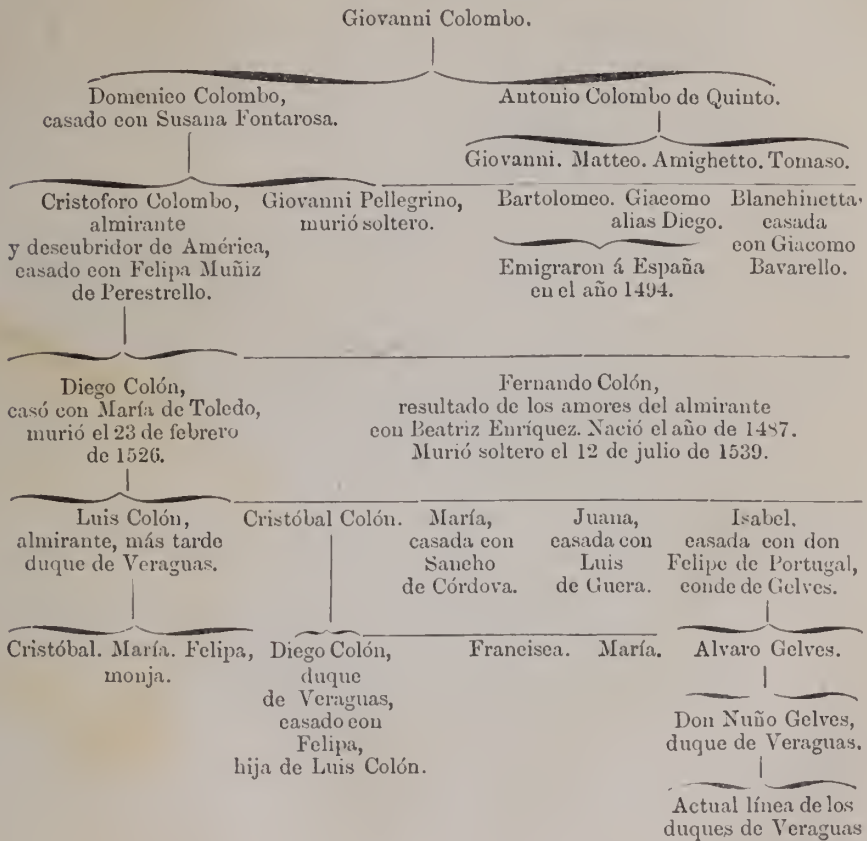 Giovanni Colombo.
Domenico Colombo,
casado con Susana Fontarosa.
Antonio Colombo de Quinto.
Giovanni. Matteo. Amighetto. Tomaso.
Cristoforo Colombo,
almirante
y descubridor de América,
casado con Felipa Muñiz
de Perestrello.
Giovanni Pellegrino,
murió soltero.
Bartolomeo. Giacomo
alias Diego.
Emigraron á España
en el año 1494.
Blanchinetta.
casada
con Giacomo
Bavarello.
Diego Colón,
casó con María de Toledo,
murió el 23 de febrero
de 1526.
Fernando Colón,
resultado de los amores del almirante
con Beatriz Enríquez. Nació el año de 1487.
Murió soltero el 12 de julio de 1539.
Luis Colón,
almirante, más tarde
duque de Veraguas.
Cristóbal Colón.
María,
casada con
Sancho
de Córdova.
Juana,
casada con
Luis
de Guera.
Isabel,
casada con don
Felipe de Portugal,
conde de Gelves.
Cristóbal. María. Felipa,
monja.
Diego Colón,
duque
de Veraguas,
casado con
Felipa,
hija de Luis Colón.
Francisca. María.
Alvaro Gelves.
Don Nuño Gelves,
duque de Veraguas.
Actual línea de los
duques de Veraguas